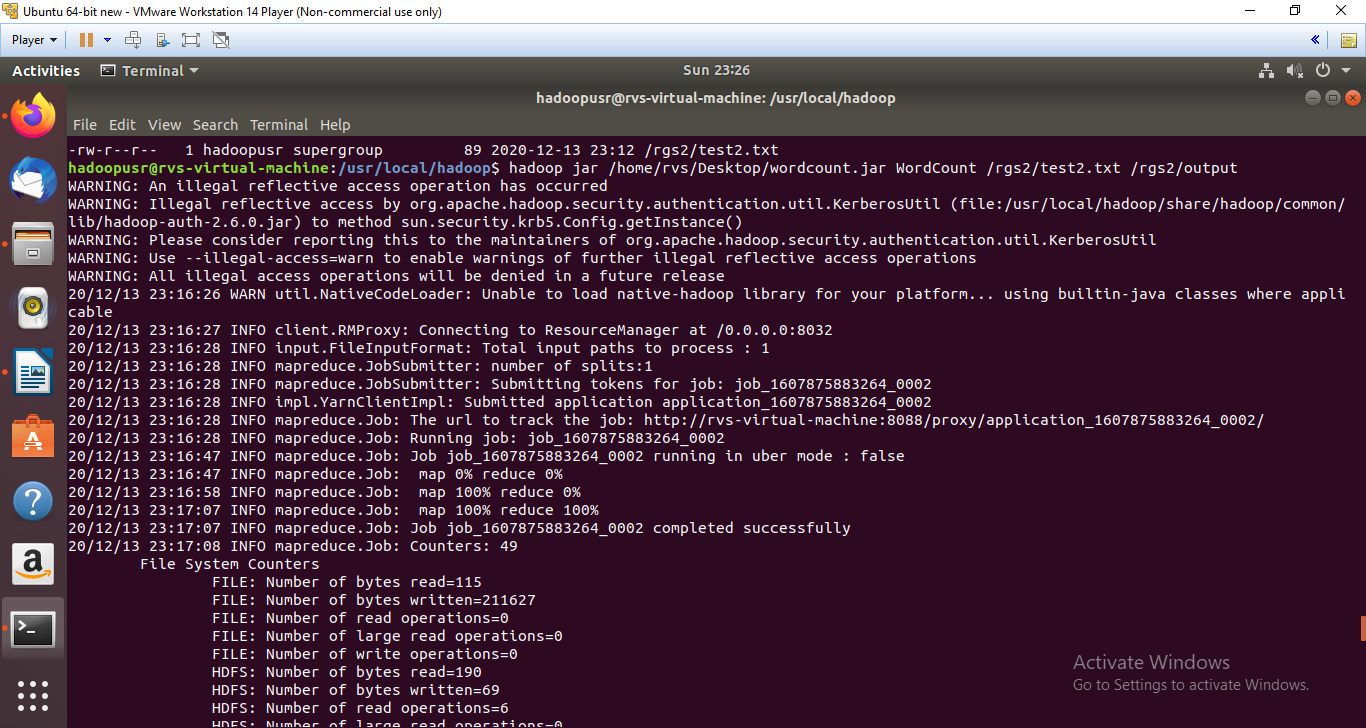 Ubuntu 64-bit new - VMware Workstation 14 Player (Non-commercial use only)
Player
Activities Terminal Sun 23:26
hadoopusr@rvs-virtual-machine: /usr/local/hadoop
File Edit View Search Terminal Help
-rw-r--r-- 1 hadoopusr supergroup 89 2020-12-13 23:12 /rgs2/test2.txt
hadoopusr@rvs-virtual-machine:/usr/local/hadoop$ hadoop jar /home/rvs/Desktop/wordcount.jar WordCount /rgs2/test2.txt /rgs2/output
WARNING: An illegal reflective access operation has occurred
WARNING: Illegal reflective access by org.apache.hadoop.security.authentication.util.KerberosUtil (file:/usr/local/hadoop/share/hadoop/common/
lib/hadoop-auth-2.6.0.jar) to method sun.security.krb5.Config.getInstance()
WARNING: Please consider reporting this to the maintainers of org.apache.hadoop.security.authentication.util.KerberosUtil
WARNING: Use --illegal-access=warn to enable warnings of further illegal reflective access operations
WARNING: All illegal access operations will be denied in a future release
20/12/13 23:16:26 WARN util.NativeCodeLoader: Unable to load native-hadoop library for your platform... using builtin-java classes where appli
cable
20/12/13 23:16:27 INFO client.RMProxy: Connecting to ResourceManager at /0.0.0.0:8032
20/12/13 23:16:28 INFO input.FileInputFormat: Total input paths to process : 1
20/12/13 23:16:28 INFO mapreduce.JobSubmitter: number of splits:1
20/12/13 23:16:28 INFO mapreduce.JobSubmitter: Submitting tokens for job: job_1607875883264_0002
20/12/13 23:16:28 INFO impl.YarnClientImpl: Submitted application application_1607875883264_0002
20/12/13 23:16:28 INFO mapreduce.Job: The url to track the job: http://rvs-virtual-machine:8088/proxy/application_1607875883264_0002/
20/12/13 23:16:28 INFO mapreduce.Job: Running job: job_1607875883264_0002
20/12/13 23:16:47 INFO mapreduce.Job: Job job_1607875883264_0002 running in uber mode : false
20/12/13 23:16:47 INFO mapreduce.Job:  map 0% reduce 0%
20/12/13 23:16:58 INFO mapreduce.Job:  map 100% reduce 0%
20/12/13 23:17:07 INFO mapreduce.Job:  map 100% reduce 100%
20/12/13 23:17:07 INFO mapreduce.Job: Job job_1607875883264_0002 completed successfully
20/12/13 23:17:08 INFO mapreduce.Job: Counters: 49
File System Counters
FILE: Number of bytes read=115
FILE: Number of bytes written=211627
FILE: Number of read operations=0
FILE: Number of large read operations=0
FILE: Number of write operations=0
HDFS: Number of bytes read=190
HDFS: Number of bytes written=69
HDFS: Number of read operations=6
HDFS: Number of large read operations=0
Activate Windows
Go to Settings to activate Windows.